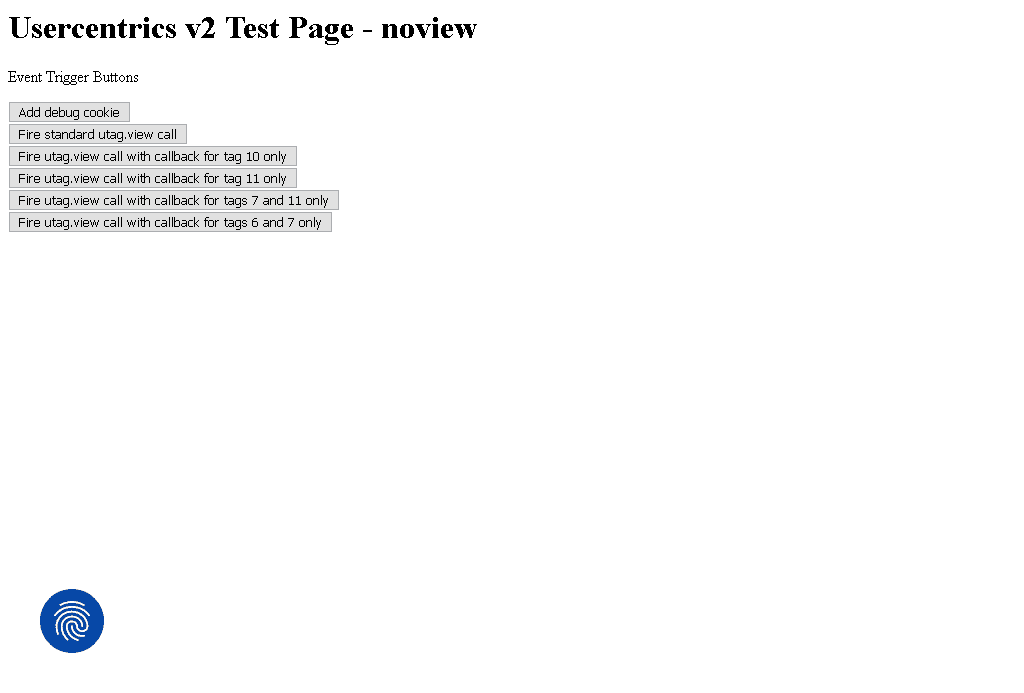 Usercentrics v2 Test Page - noview
Event Trigger Buttons
Add debug cookie
Fire standard utag.view call
Fire utag.view call with callback for tag 10 only
Fire utag.view call with callback for tag 11 only
Fire utag.view call with callback for tags 7 and 11 only
Fire utag.view call with callback for tags 6 and 7 only